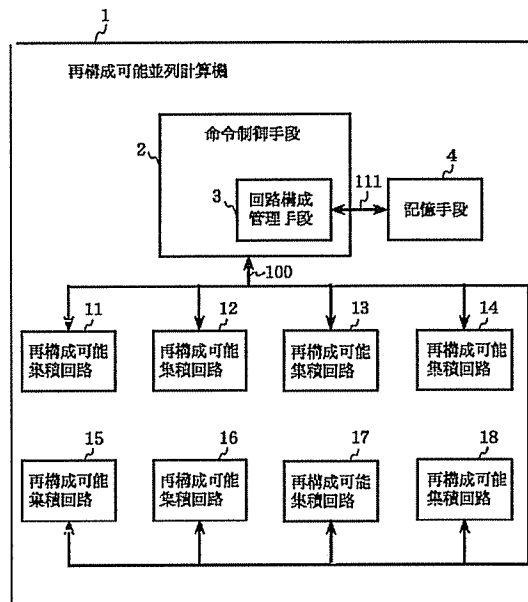 1
再構成可能並列計算機
命令制御手段
2
3
回路構成
管理手段
111
4
記憶手段
100
11
再構成可能
集積回路
12
再構成可能
集積回路
13
再構成可能
集積回路
14
再構成可能
集積回路
15
再構成可能
集積回路
16
再構成可能
集積回路
17
再構成可能
集積回路
18
再構成可能
集積回路